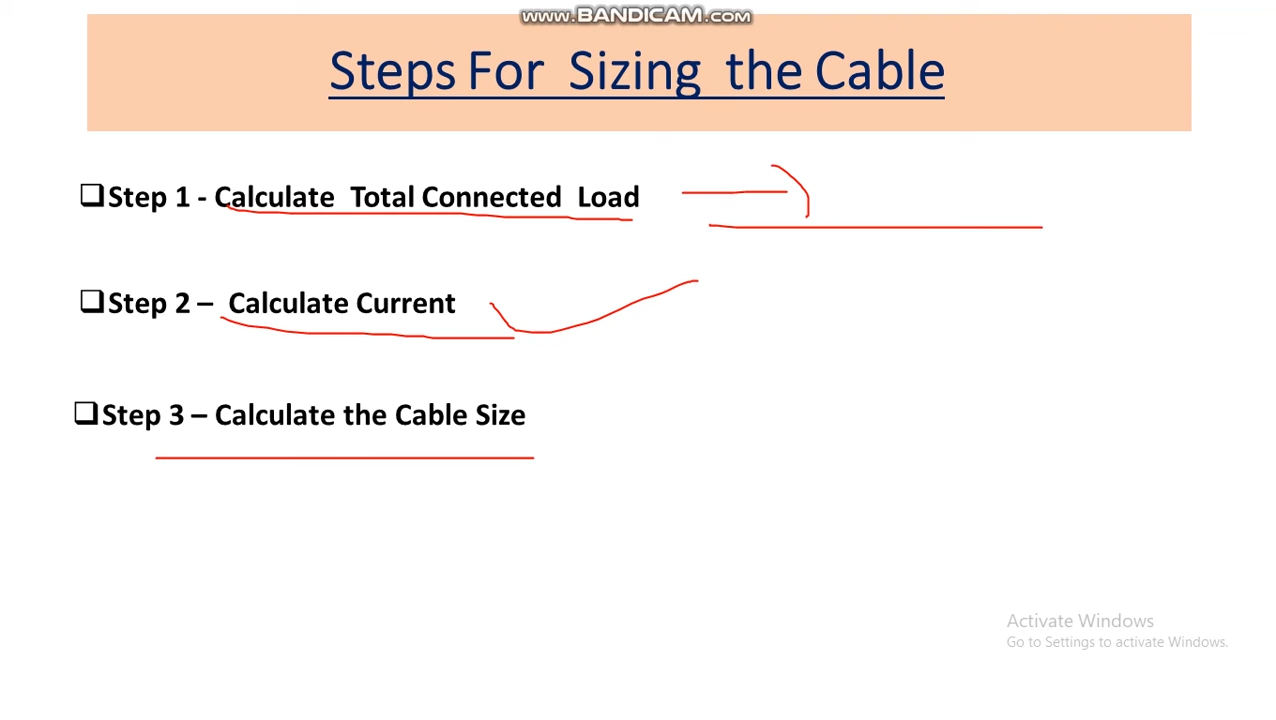 www.BANDICAM.com
Steps For Sizing the Cable
❑Step 1 - Calculate Total Connected Load
❑Step 2 – Calculate Current
❑Step 3 – Calculate the Cable Size
Activate Windows
Go to Settings to activate Windows.